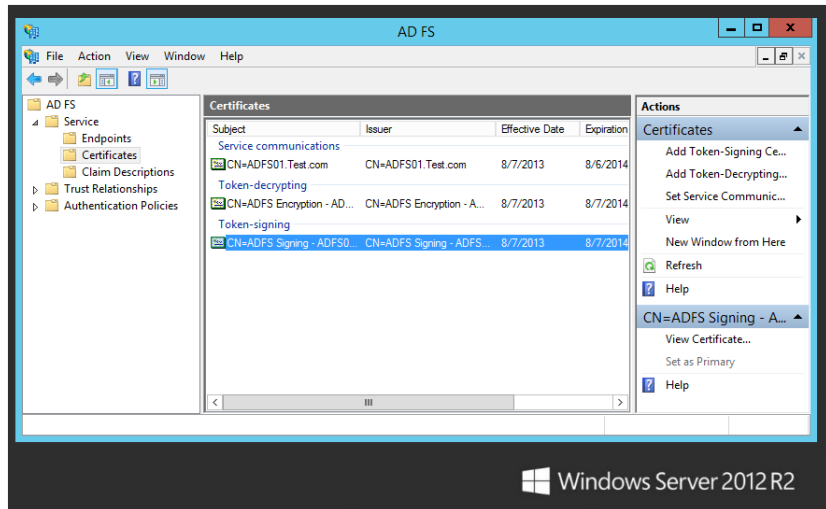 AD FS
File Action View Window Help
AD FS
Service
Endpoints
Certificates
Claim Descriptions
Trust Relationships
Authentication Policies
Certificates
Subject Issuer Effective Date Expiration
Service communications
CN=ADFS01.Test.com CN=ADFS01.Test.com 8/7/2013 8/6/2014
Token-decrypting
CN=ADFS Encryption - AD... CN=ADFS Encryption - A... 8/7/2013 8/7/2014
Token-signing
CN=ADFS Signing - ADFS0... CN=ADFS Signing - ADFS... 8/7/2013 8/7/2014
Actions
Certificates
Add Token-Signing Ce...
Add Token-Decrypting...
Set Service Communic...
View
New Window from Here
Refresh
Help
CN=ADFS Signing - A...
View Certificate...
Set as Primary
Help
Windows Server 2012 R2